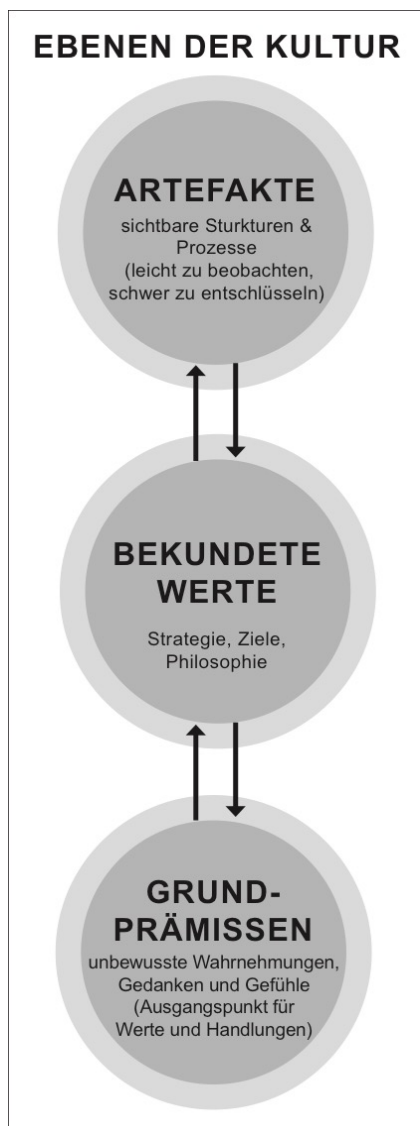 EBENEN DER KULTUR
ARTEFAKTE
sichtbare Sturkturen &
Prozesse
(leicht zu beobachten,
schwer zu entschlüsseln)
BEKUNDETE
WERTE
Strategie, Ziele,
Philosophie
GRUND-
PRÄMISSEN
unbewusste Wahrnehmungen,
Gedanken und Gefühle
(Ausgangspunkt für
Werte und Handlungen)